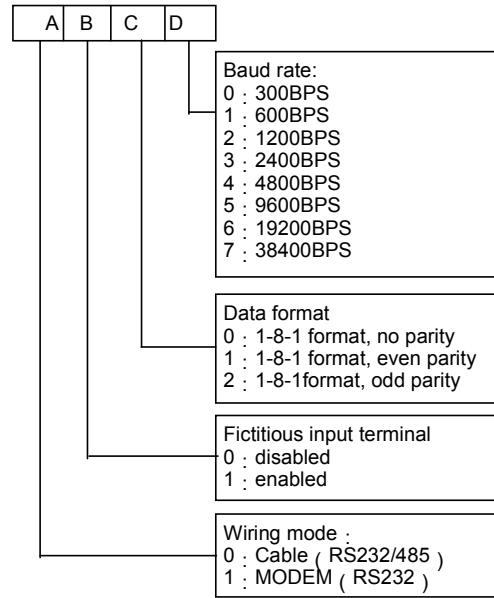 A B C D
Baud rate:
0 : 300BPS
1 : 600BPS
2 : 1200BPS
3 : 2400BPS
4 : 4800BPS
5 : 9600BPS
6 : 19200BPS
7 : 38400BPS
Data format
0 : 1-8-1 format, no parity
1 : 1-8-1 format, even parity
2 : 1-8-1format, odd parity
Fictitious input terminal
0 : disabled
1 : enabled
Wiring mode :
0 : Cable ( RS232/485 )
1 : MODEM ( RS232 )